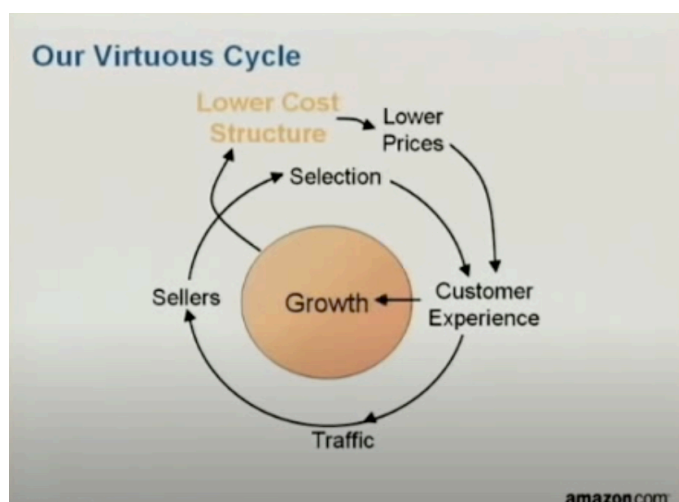 Our Virtuous Cycle
Lower Cost
Structure
Lower
Prices
Selection
Sellers
Growth
Customer
Experience
Traffic
amazon.com